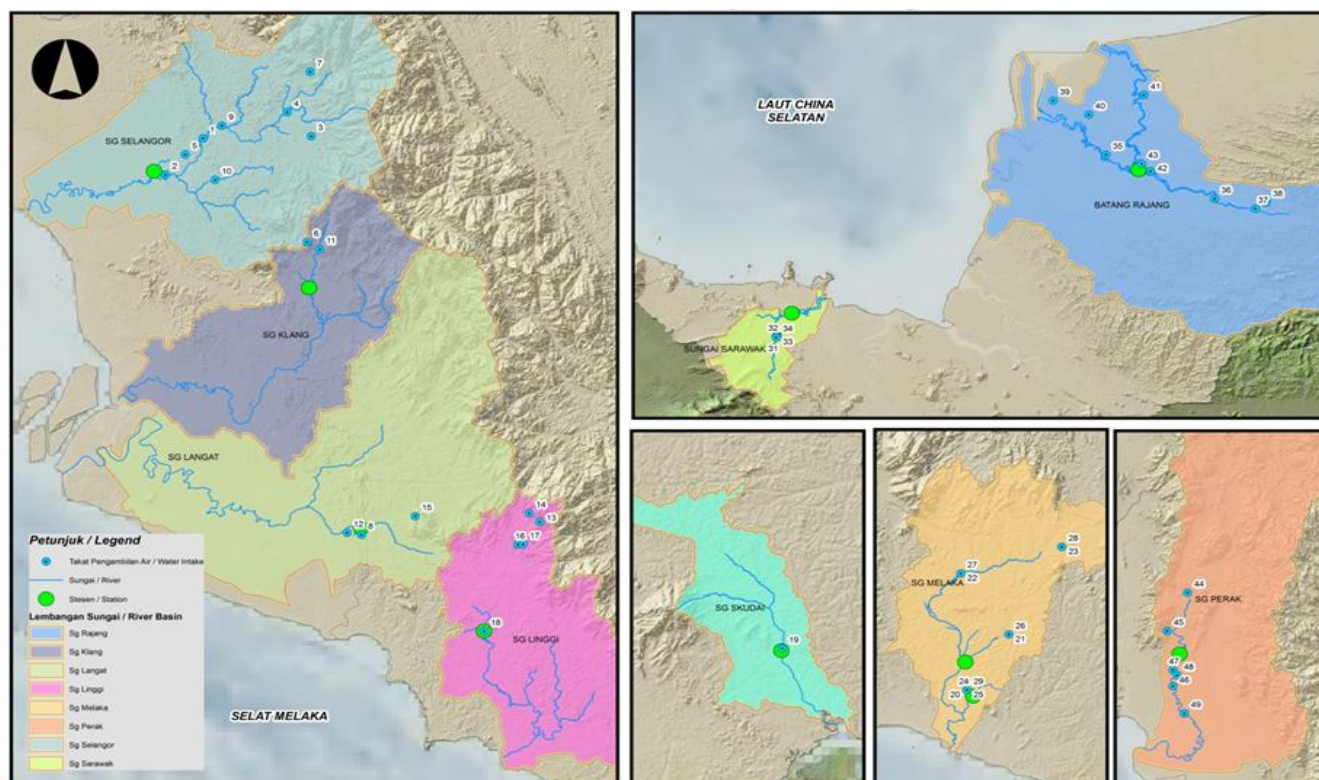 7
4
9
1
3
5
SG SELANGOR
2
10
6
11
SG KLANG
SG LANGAT
15
12
8
14
13
16 17
18
SG LINGGI
SELAT MELAKA
Petunjuk / Legend
Takat Pengambilan Air / Water Intake
Sungai / River
Stesen / Station
Lembangan Sungai / River Basin
Sg Rajang
Sg Klang
Sg Langat
Sg Linggi
Sg Melaka
Sg Perak
Sg Selangor
Sg Sarawak
LAUT CHINA
SELATAN
39
40
41
35
43
42
36
37
38
BATANG RAJANG
32 34
33
SUNGAI SARAWAK
31
SG SKUDAI
19
28
23
27
22
SG MELAKA
26
21
24 29
20 25
44
SG PERAK
45
47
48
46
49